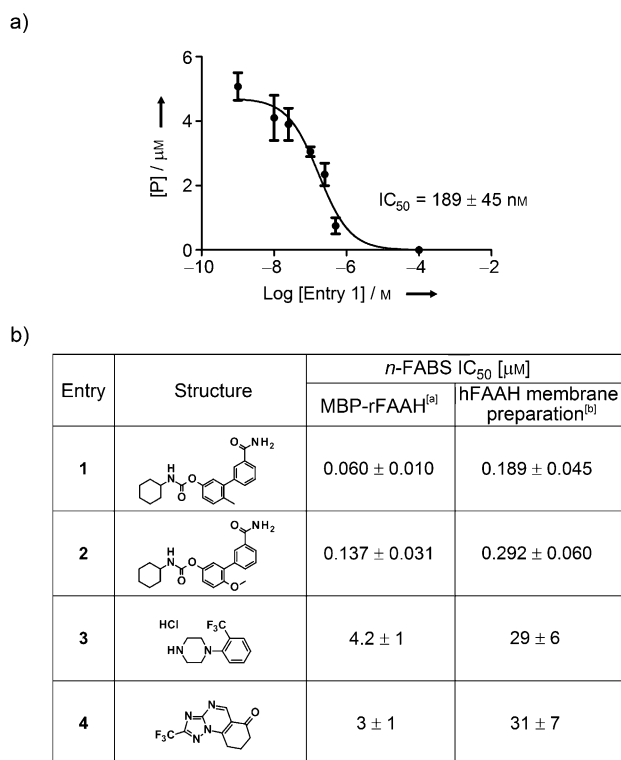 a)
6
4
2
0
[P] / μM
IC50 = 189 ± 45 nM
−10 −8 −6 −4 −2
Log [Entry 1] / M
b)
Entry Structure n-FABS IC50 [μM]
MBP-rFAAH[a] hFAAH membrane
preparation[b]
O NH2
H
N O
O
1 0.060 ± 0.010 0.189 ± 0.045
O NH2
H
N O
O O
2 0.137 ± 0.031 0.292 ± 0.060
HCl F3C
HN N
3 4.2 ± 1 29 ± 6
N O
N
F3C N N
4 3 ± 1 31 ± 7